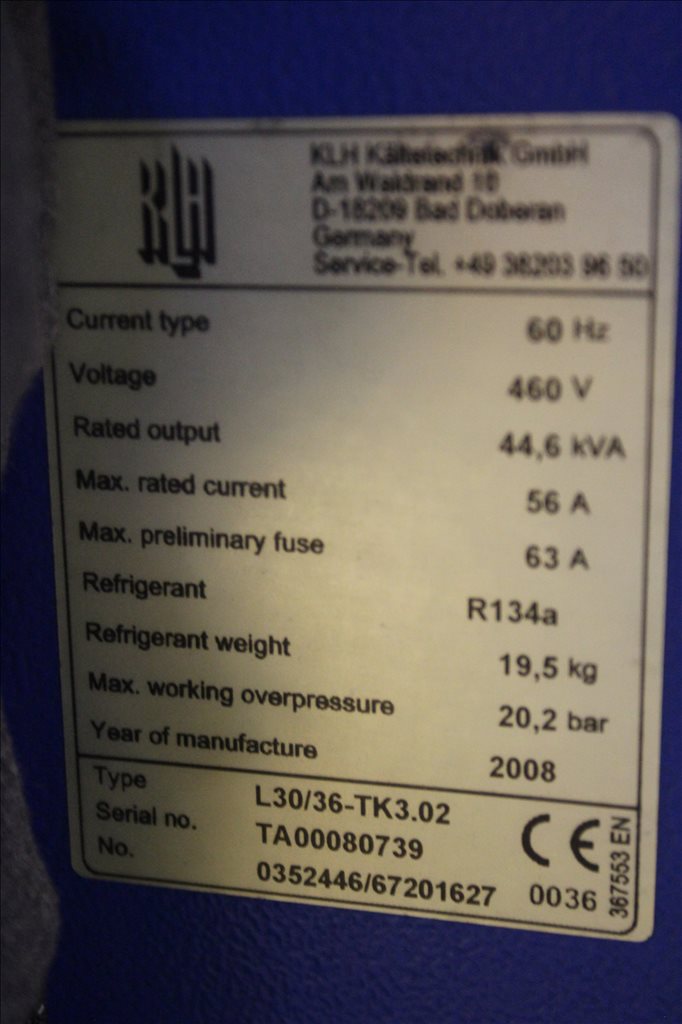 KLH
KLH Kältetechnik GmbH
Am Waldrand 10
D-18209 Bad Doberan
Germany
Service-Tel. +49 38203 96 50
Current type 60 Hz
Voltage 460 V
Rated output 44,6 kVA
Max. rated current 56 A
Max. preliminary fuse 63 A
Refrigerant R134a
Refrigerant weight 19,5 kg
Max. working overpressure 20,2 bar
Year of manufacture 2008
Type L30/36-TK3.02
Serial no. TA00080739
No. 0352446/67201627
CE
0036
367553 EN